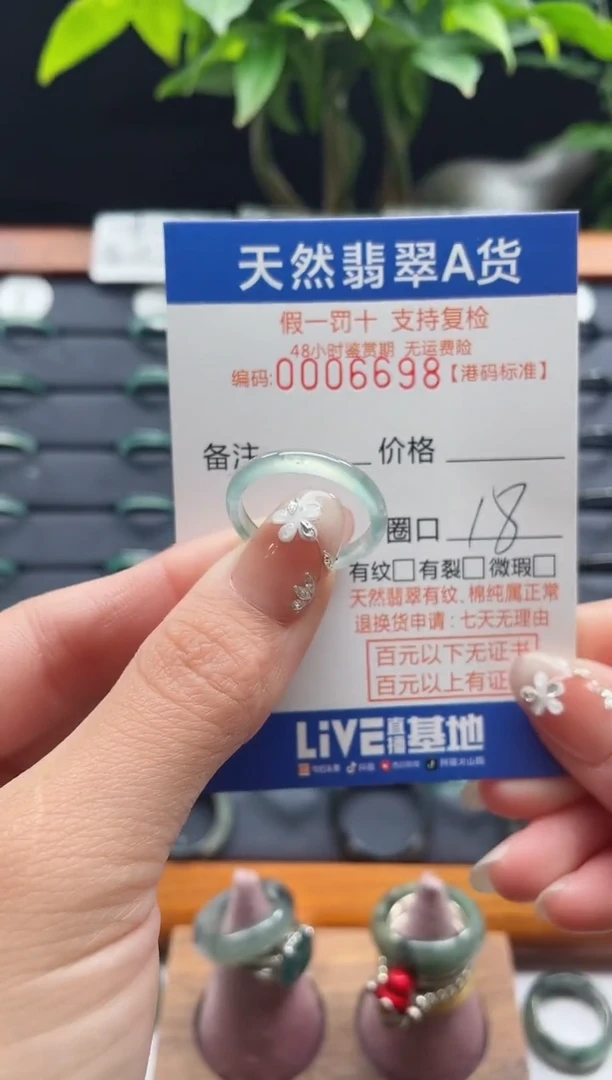 天然翡翠A货
假一罚十 支持复检
48小时鉴赏期 无运费险
编码:0006698【港码标准】
备注 价格
圈口 18
有纹□有裂□微瑕□
天然翡翠有纹、棉纯属正常
退换货申请:七天无理由
百元以下无证书
百元以上有证
LiVE直播基地